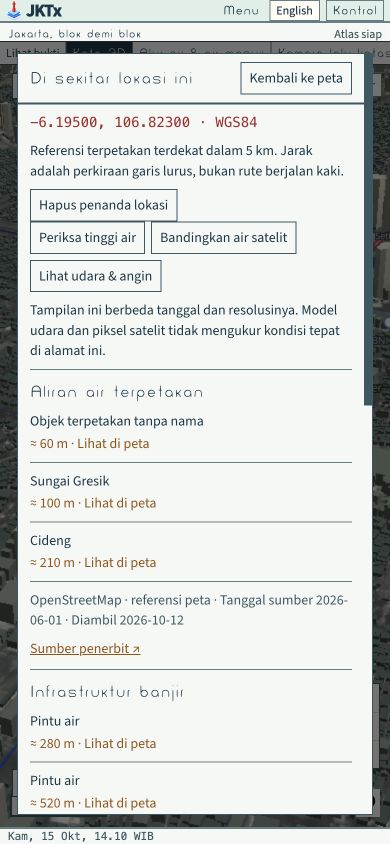 JKTx
Menu
English
Kontrol
Jakarta, blok demi blok
Atlas siap
Di sekitar lokasi ini
Kembali ke peta
−6.19500, 106.82300 · WGS84
Referensi terpetakan terdekat dalam 5 km. Jarak
adalah perkiraan garis lurus, bukan rute berjalan kaki.
Hapus penanda lokasi
Periksa tinggi air
Bandingkan air satelit
Lihat udara & angin
Tampilan ini berbeda tanggal dan resolusinya. Model
udara dan piksel satelit tidak mengukur kondisi tepat
di alamat ini.
Aliran air terpetakan
Objek terpetakan tanpa nama
≈ 60 m · Lihat di peta
Sungai Gresik
≈ 100 m · Lihat di peta
Cideng
≈ 210 m · Lihat di peta
OpenStreetMap · referensi peta · Tanggal sumber 2026-
06-01 · Diambil 2026-10-12
Sumber penerbit ↗
Infrastruktur banjir
Pintu air
≈ 280 m · Lihat di peta
Pintu air
≈ 520 m · Lihat di peta
Kam, 15 Okt, 14.10 WIB